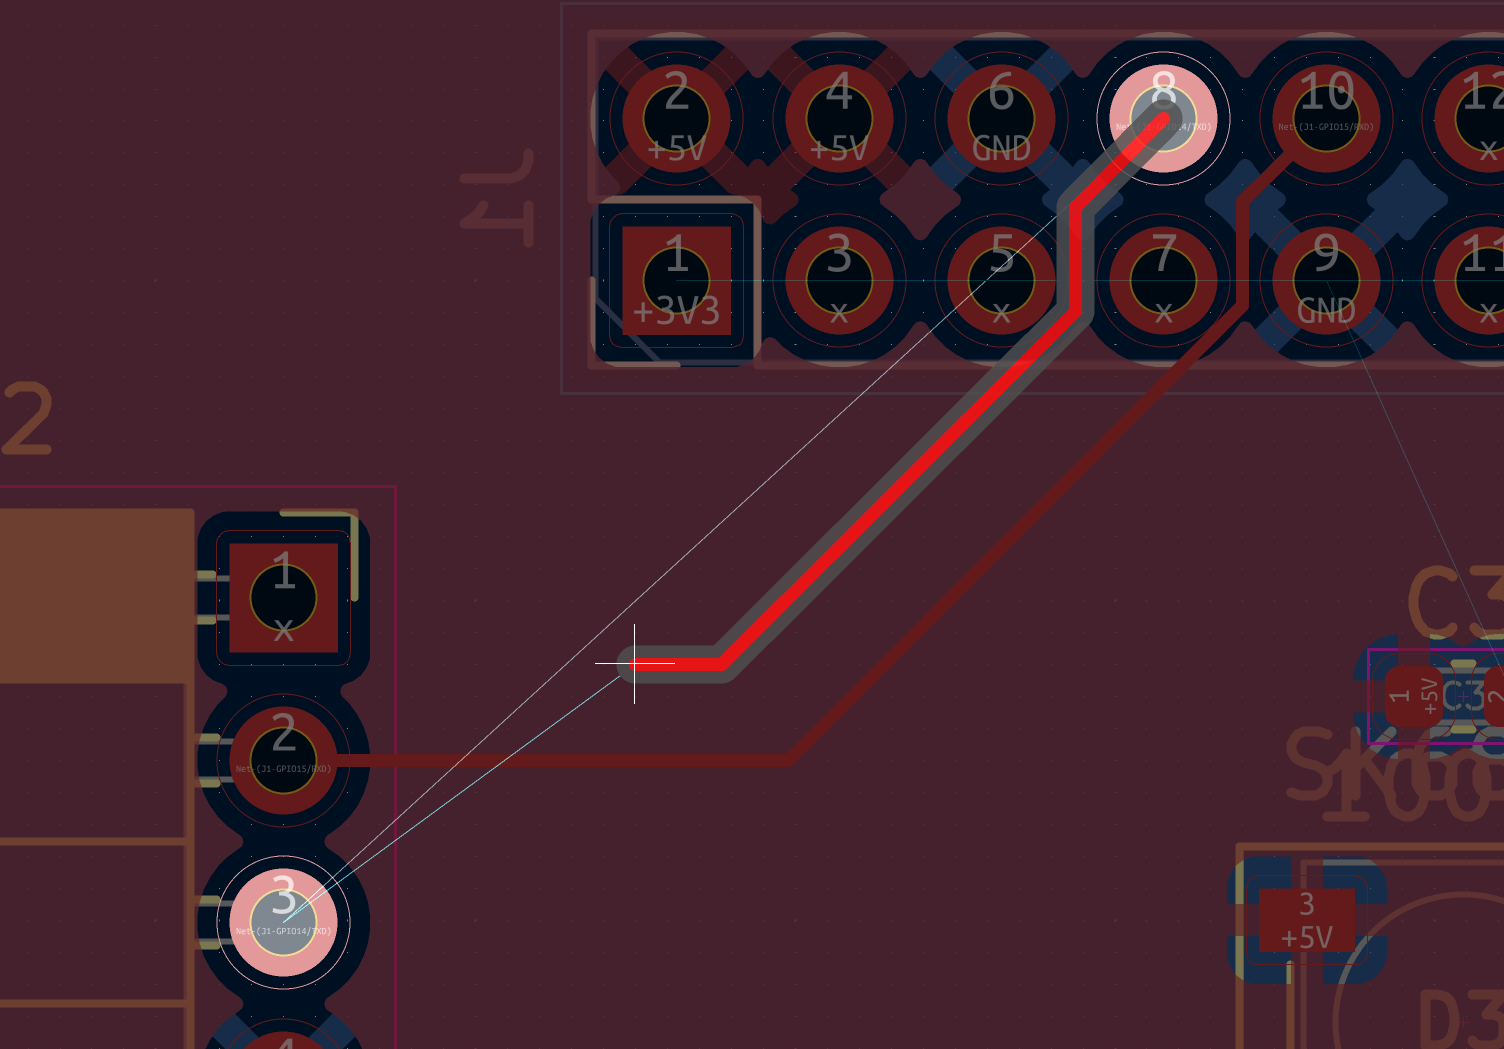 2
4
6
8
10
12
+5V
+5V
GND
Net-(J1-GPIO14/TXD)
Net-(J1-GPIO15/RXD)
x
J1
1
3
5
7
9
11
+3V3
x
x
x
GND
x
2
1
x
C3
2
Net-(J1-GPIO15/RXD)
1
+5V
C3
2
3
Net-(J1-GPIO14/TXD)
3
+5V
4
D3